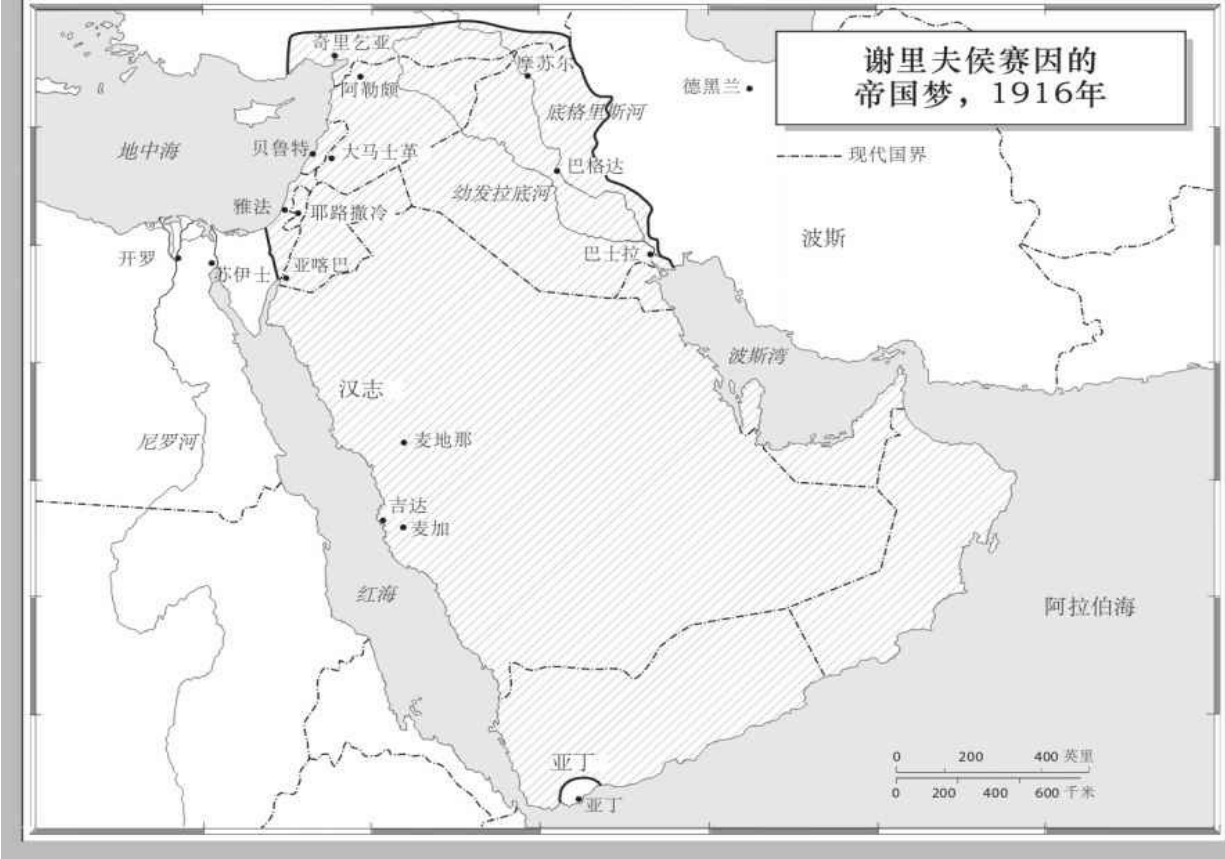 谢里夫侯赛因的
帝国梦，1916年
现代国界
奇里乞亚
摩苏尔
阿勒颇
德黑兰
底格里斯河
地中海
贝鲁特
大马士革
巴格达
幼发拉底河
雅法
耶路撒冷
波斯
开罗
苏伊士
亚喀巴
巴士拉
波斯湾
汉志
尼罗河
麦地那
吉达
麦加
红海
阿拉伯海
亚丁
亚丁
0 200 400 英里
0 200 400 600 千米